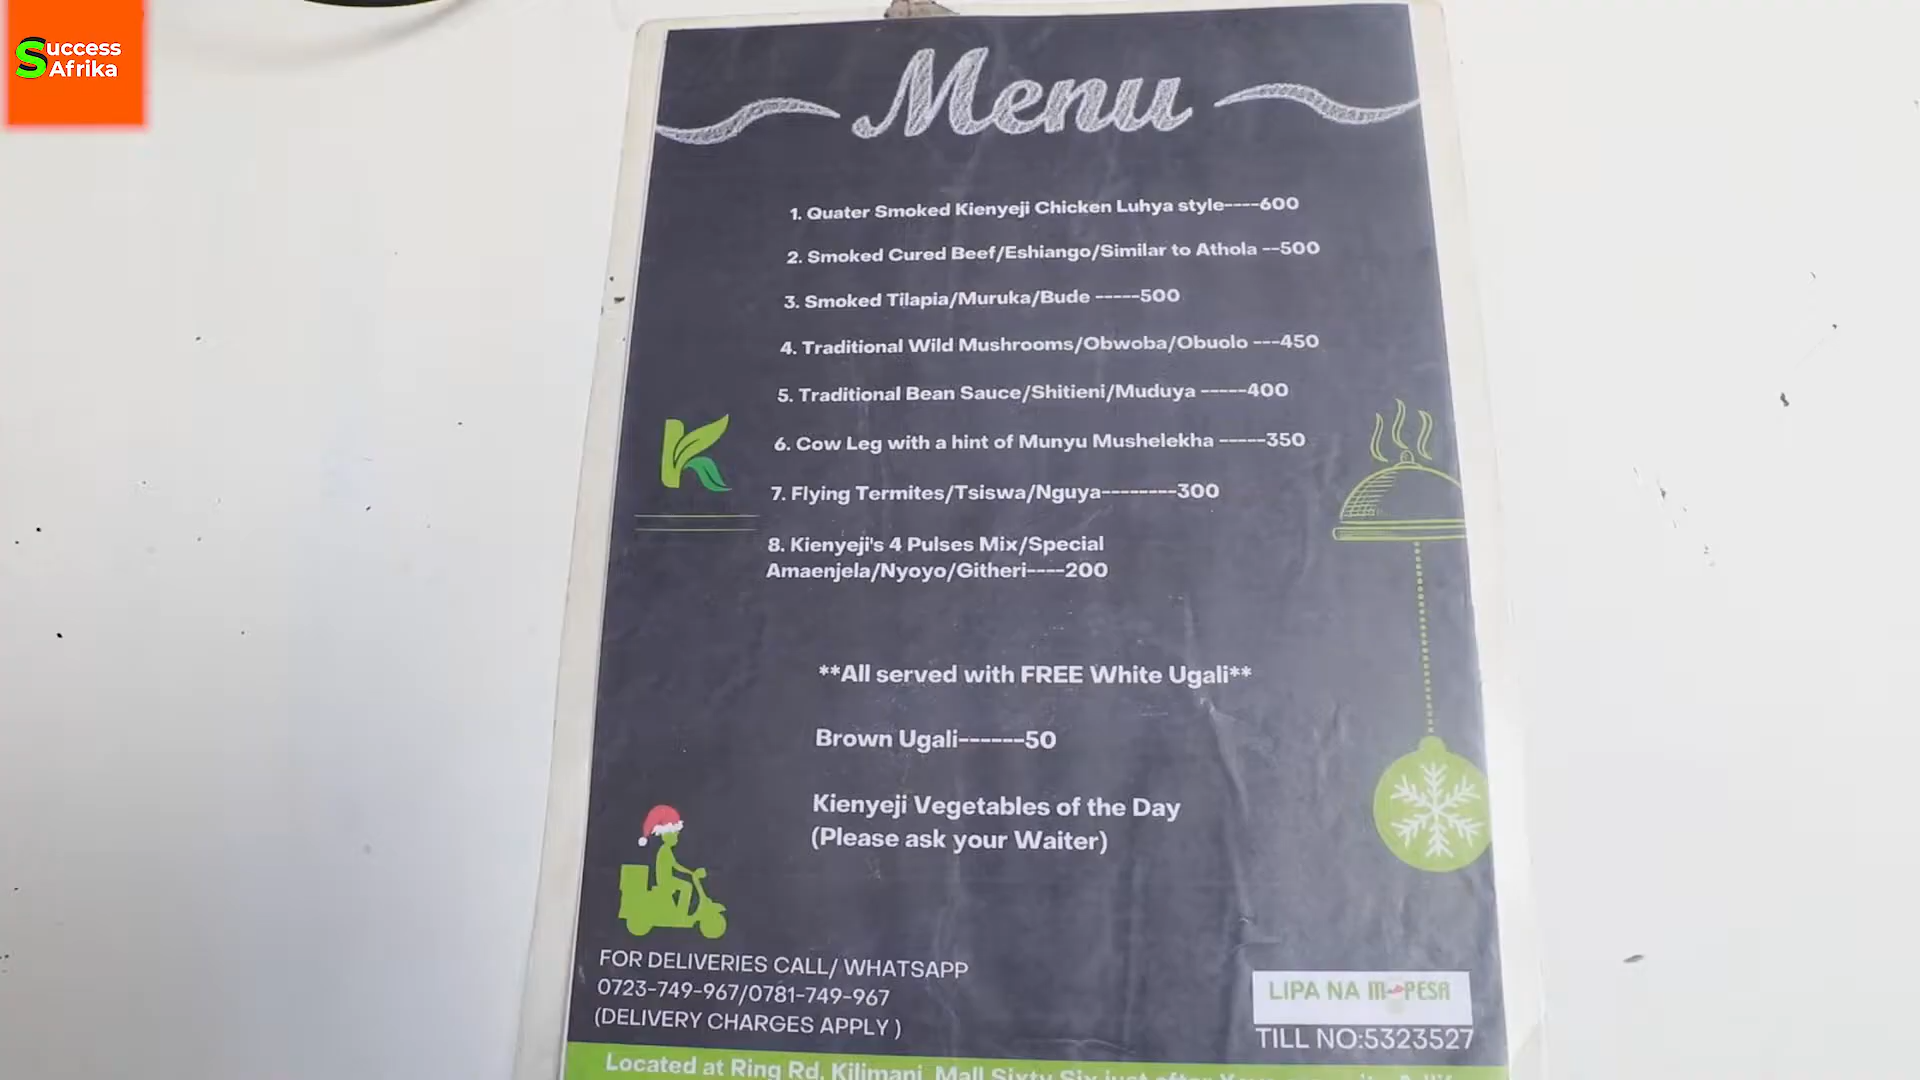 Success
Afrika
Menu
1. Quater Smoked Kienyeji Chicken Luhya style----600
2. Smoked Cured Beef/Eshiango/Similar to Athola --500
3. Smoked Tilapia/Muruka/Bude -----500
4. Traditional Wild Mushrooms/Obwoba/Obuolo ---450
5. Traditional Bean Sauce/Shitieni/Muduya -----400
6. Cow Leg with a hint of Munyu Mushelekha -----350
7. Flying Termites/Tsiswa/Nguya--------300
8. Kienyeji's 4 Pulses Mix/Special
Amaenjela/Nyoyo/Githeri----200
**All served with FREE White Ugali**
Brown Ugali------50
Kienyeji Vegetables of the Day
(Please ask your Waiter)
FOR DELIVERIES CALL/ WHATSAPP
0723-749-967/0781-749-967
(DELIVERY CHARGES APPLY )
LIPA NA M-PESA
TILL NO:5323527
Located at Ring Rd, Kilimani, Mall Sixty Six just after